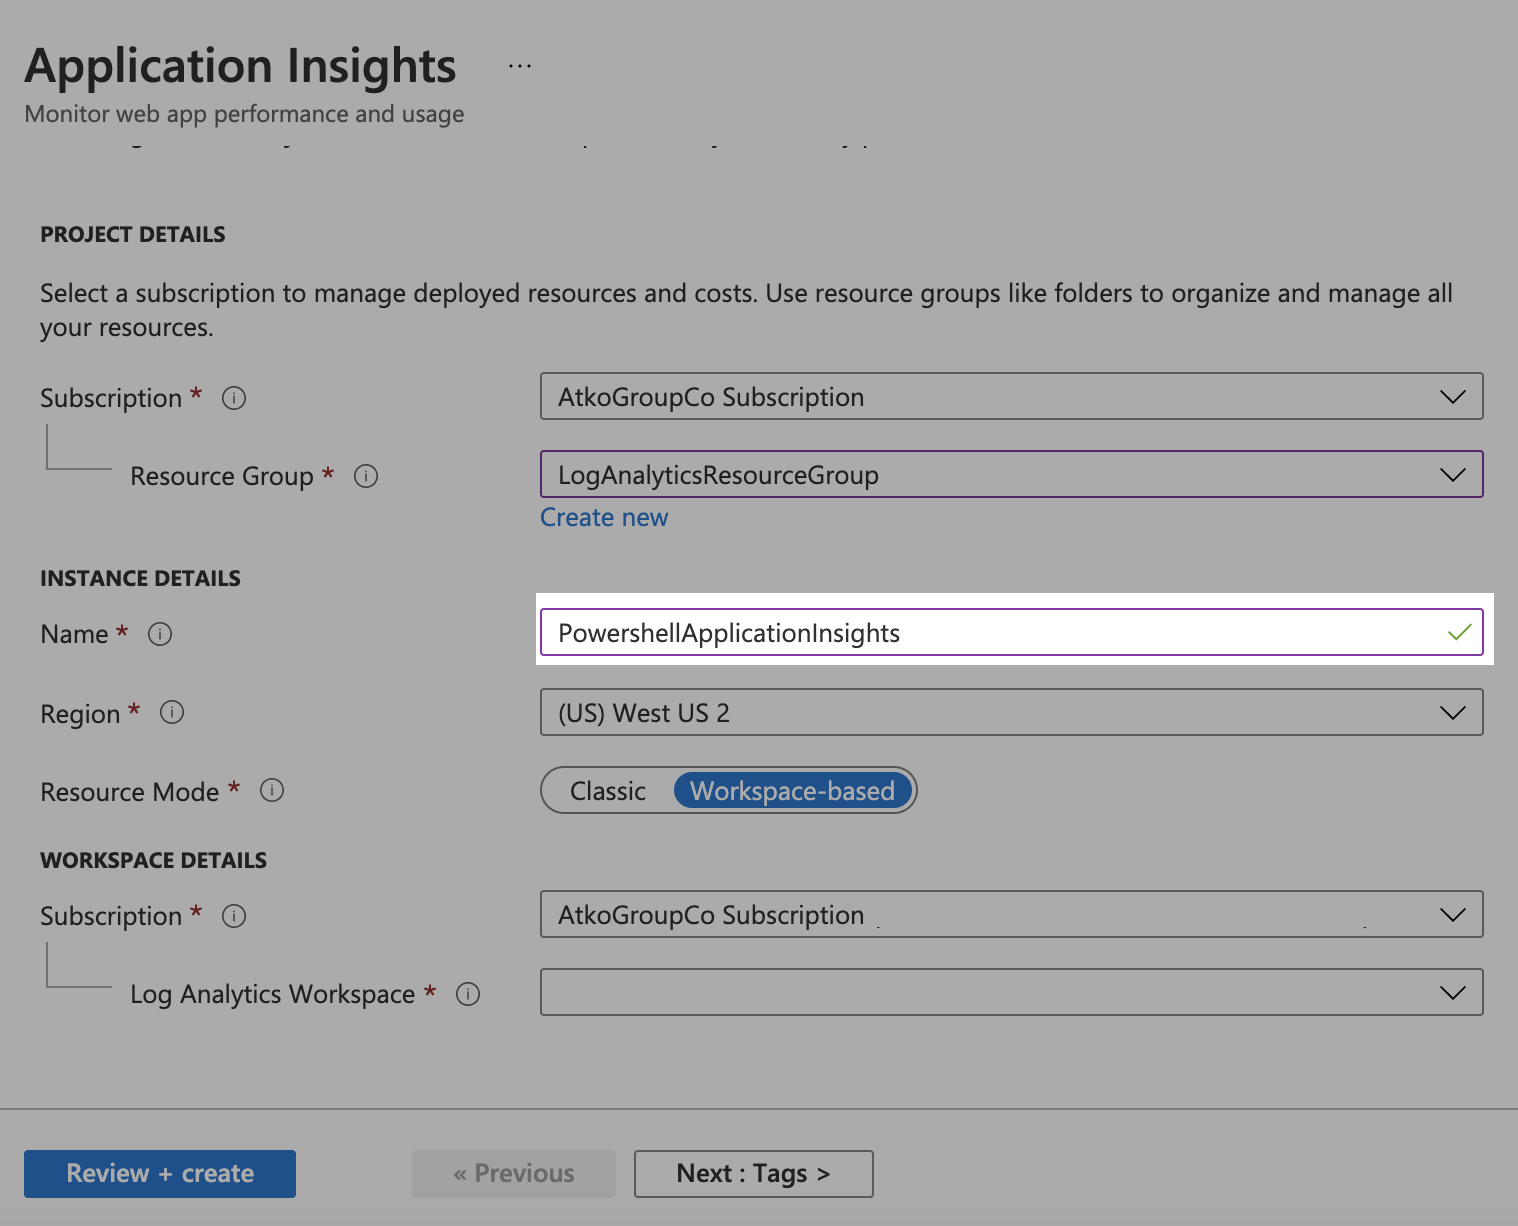 Application Insights ...
Monitor web app performance and usage
PROJECT DETAILS
Select a subscription to manage deployed resources and costs. Use resource groups like folders to organize and manage all
your resources.
Subscription * AtkoGroupCo Subscription
Resource Group * LogAnalyticsResourceGroup
Create new
INSTANCE DETAILS
Name * PowershellApplicationInsights
Region * (US) West US 2
Resource Mode * Classic Workspace-based
WORKSPACE DETAILS
Subscription * AtkoGroupCo Subscription
Log Analytics Workspace *
Review + create « Previous Next : Tags >